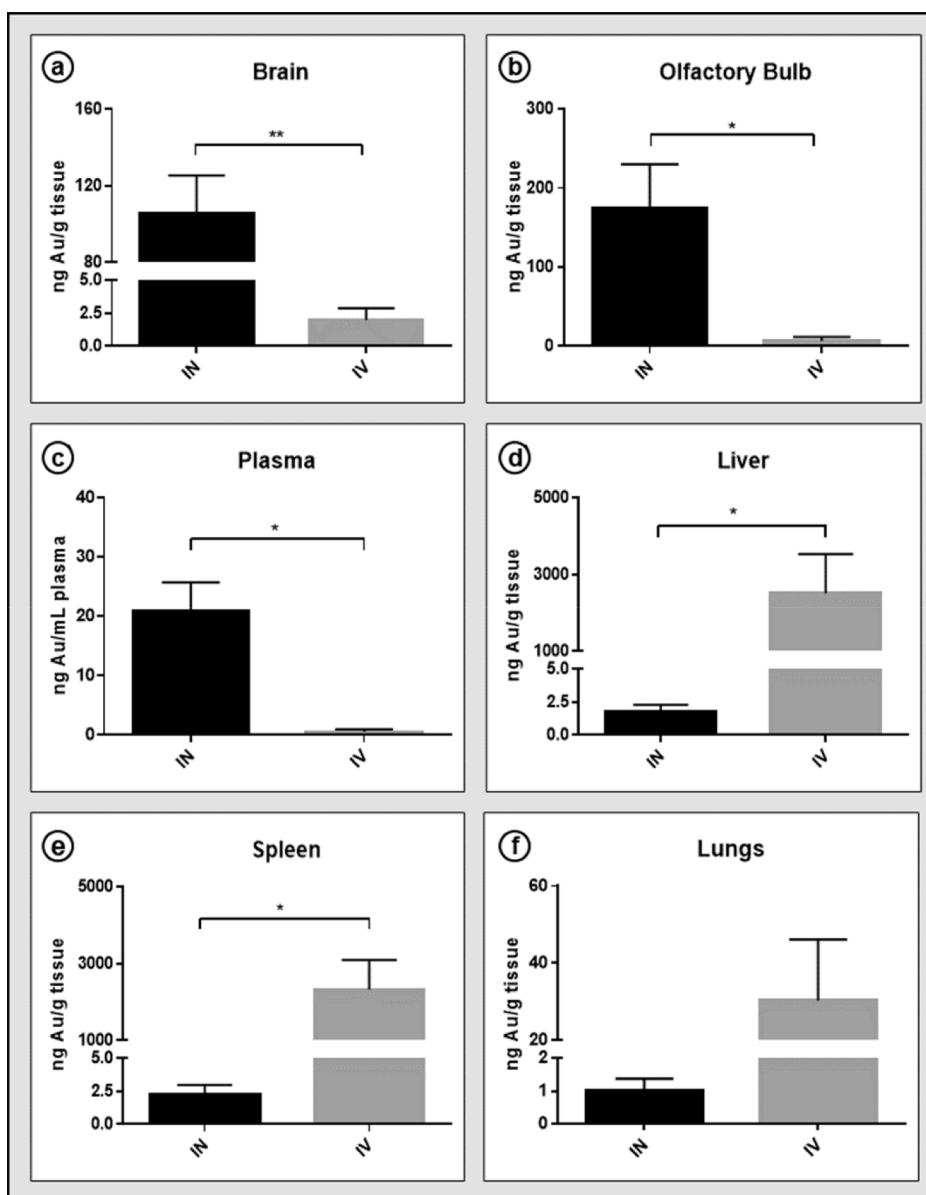 a
Brain
ng Au/g tissue
160
120
80
5.0
2.5
0.0
**
IN
IV
b
Olfactory Bulb
ng Au/g tissue
300
200
100
0
*
IN
IV
c
Plasma
ng Au/mL plasma
40
30
20
10
0
*
IN
IV
d
Liver
ng Au/g tissue
5000
3000
1000
5.0
2.5
0.0
*
IN
IV
e
Spleen
ng Au/g tissue
5000
3000
1000
5.0
2.5
0.0
*
IN
IV
f
Lungs
ng Au/g tissue
60
40
20
2
1
0
IN
IV